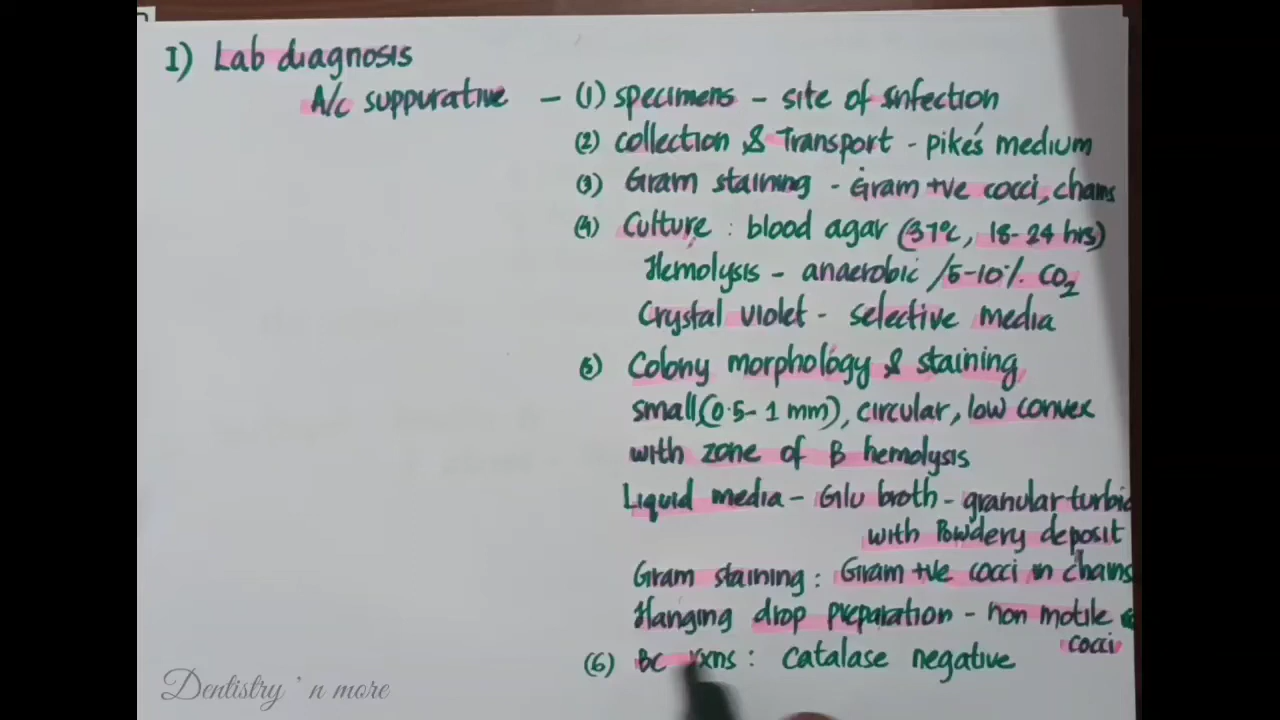 I) Lab diagnosis
A/c suppurative - (1) specimens - site of infection
(2) collection & Transport - pike's medium
(3) Gram staining - Gram +ve cocci, chains
(4) Culture : blood agar (37°C, 18-24 hrs)
Hemolysis - anaerobic / 5-10% CO2
Crystal violet - selective media
(5) Colony morphology & staining
small (0.5 - 1 mm), circular, low convex
with zone of B hemolysis
Liquid media - Glu broth - granular turbid
with Powdery deposit
Gram staining : Gram +ve cocci in chains
Hanging drop preparation - non motile
cocci
(6) BC rxns : catalase negative
Dentistry ' n more